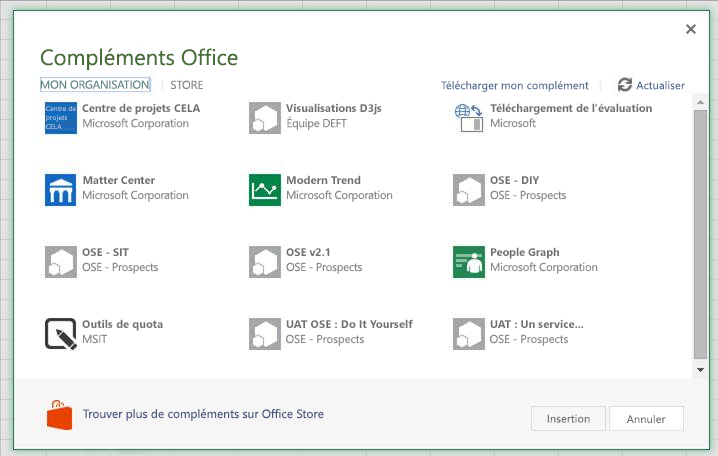 Compléments Office
MON ORGANISATION STORE Télécharger mon complément Actualiser
Centre de projets CELA
Centre de projets CELA
Microsoft Corporation
Visualisations D3js
Équipe DEFT
Téléchargement de l'évaluation
Microsoft
Matter Center
Microsoft Corporation
Modern Trend
Microsoft Corporation
OSE - DIY
OSE - Prospects
OSE - SIT
OSE - Prospects
OSE v2.1
OSE - Prospects
People Graph
Microsoft Corporation
Outils de quota
MSIT
UAT OSE : Do It Yourself
OSE - Prospects
UAT : Un service...
OSE - Prospects
Trouver plus de compléments sur Office Store
Insertion Annuler